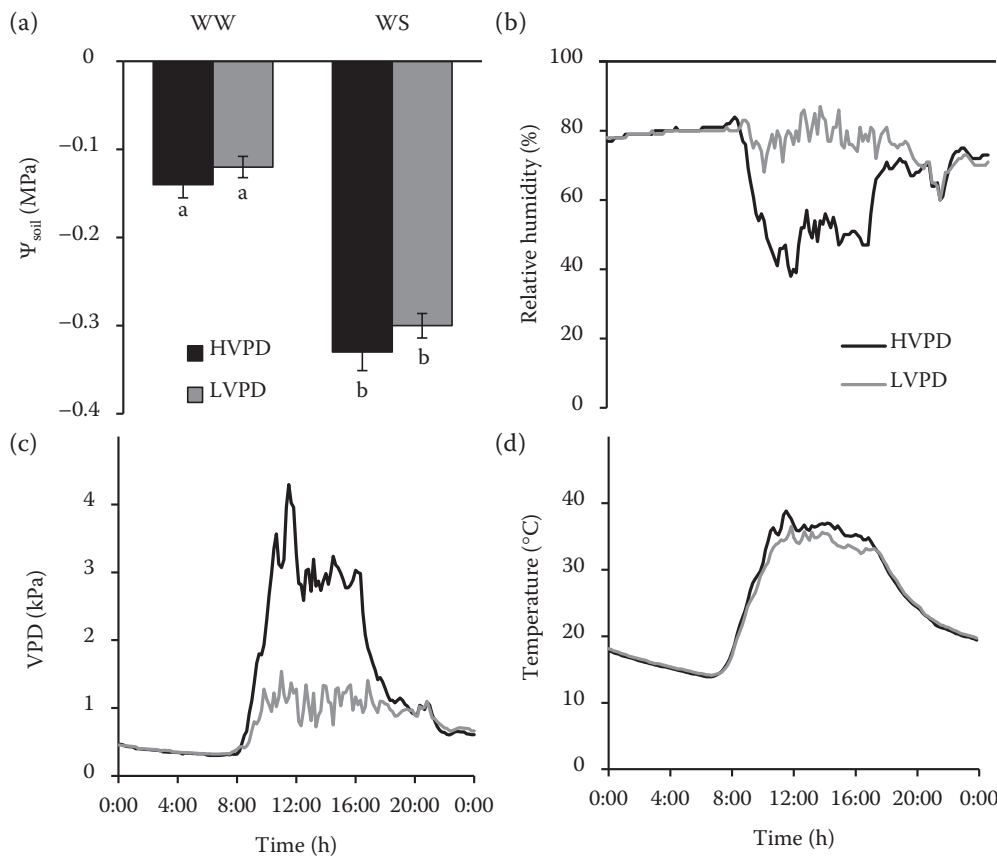 (a)
WW
WS
0
−0.1
−0.2
−0.3
−0.4
Ψsoil (MPa)
a
a
b
b
HVPD
LVPD
(b)
100
80
60
40
20
0
Relative humidity (%)
HVPD
LVPD
(c)
4
3
2
1
0
VPD (kPa)
0:00 4:00 8:00 12:00 16:00 20:00 0:00
Time (h)
(d)
40
30
20
10
0
Temperature (°C)
0:00 4:00 8:00 12:00 16:00 20:00 0:00
Time (h)